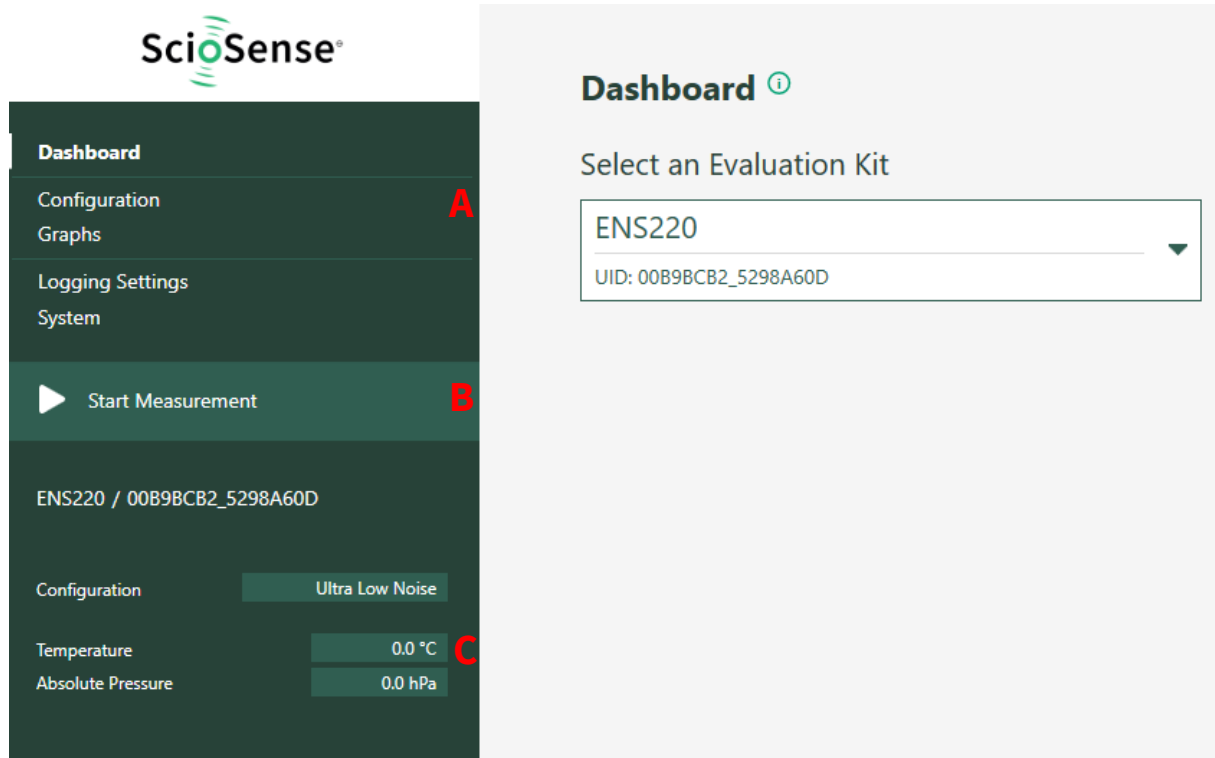 ScioSense®
Dashboard
Configuration A
Graphs
Logging Settings
System
Start Measurement B
ENS220 / 00B9BCB2_5298A60D
Configuration Ultra Low Noise
Temperature 0.0 °C C
Absolute Pressure 0.0 hPa
Dashboard
Select an Evaluation Kit
ENS220
UID: 00B9BCB2_5298A60D